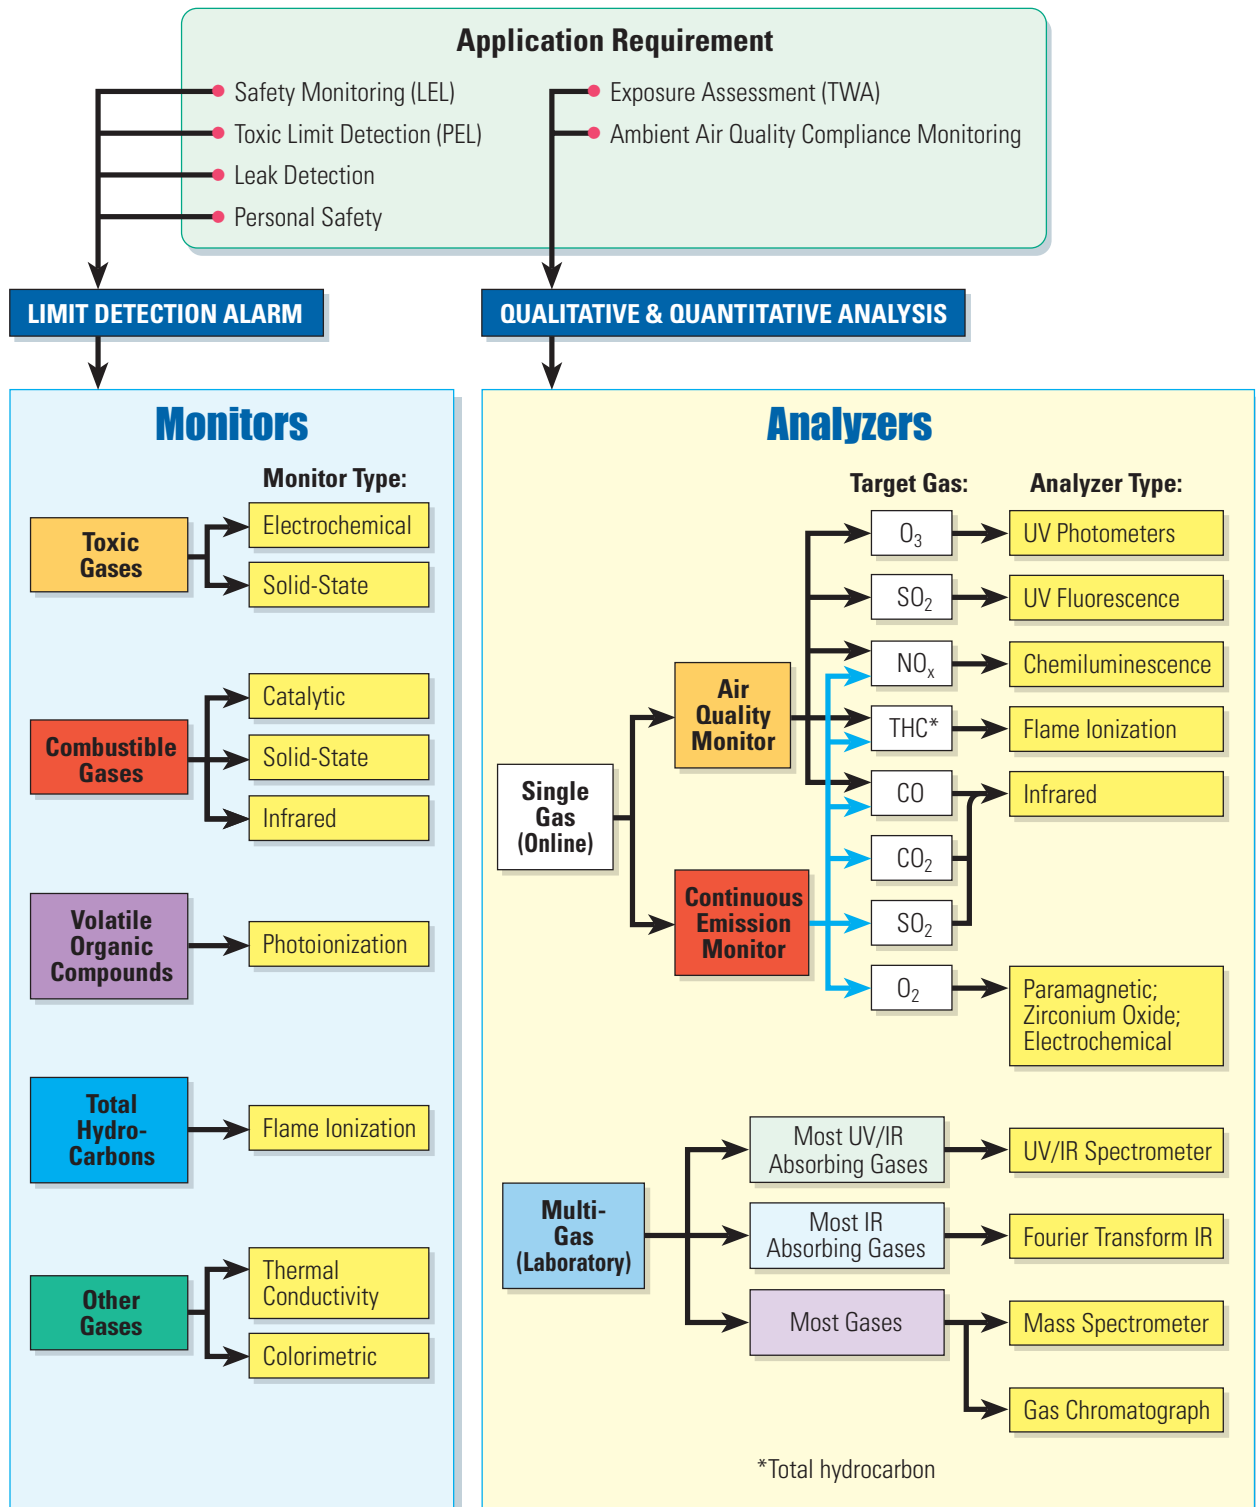 Application Requirement
Safety Monitoring (LEL)
Toxic Limit Detection (PEL)
Leak Detection
Personal Safety
Exposure Assessment (TWA)
Ambient Air Quality Compliance Monitoring
LIMIT DETECTION ALARM
QUALITATIVE & QUANTITATIVE ANALYSIS
Monitors
Monitor Type:
Toxic
Gases
Electrochemical
Solid-State
Combustible
Gases
Catalytic
Solid-State
Infrared
Volatile
Organic
Compounds
Photoionization
Total
Hydro-
Carbons
Flame Ionization
Other
Gases
Thermal
Conductivity
Colorimetric
Analyzers
Target Gas:
Analyzer Type:
Single
Gas
(Online)
Air
Quality
Monitor
Continuous
Emission
Monitor
O₃
UV Photometers
SO₂
UV Fluorescence
NOₓ
Chemiluminescence
THC*
Flame Ionization
CO
Infrared
CO₂
SO₂
O₂
Paramagnetic;
Zirconium Oxide;
Electrochemical
Multi-
Gas
(Laboratory)
Most UV/IR
Absorbing Gases
UV/IR Spectrometer
Most IR
Absorbing Gases
Fourier Transform IR
Most Gases
Mass Spectrometer
Gas Chromatograph
*Total hydrocarbon